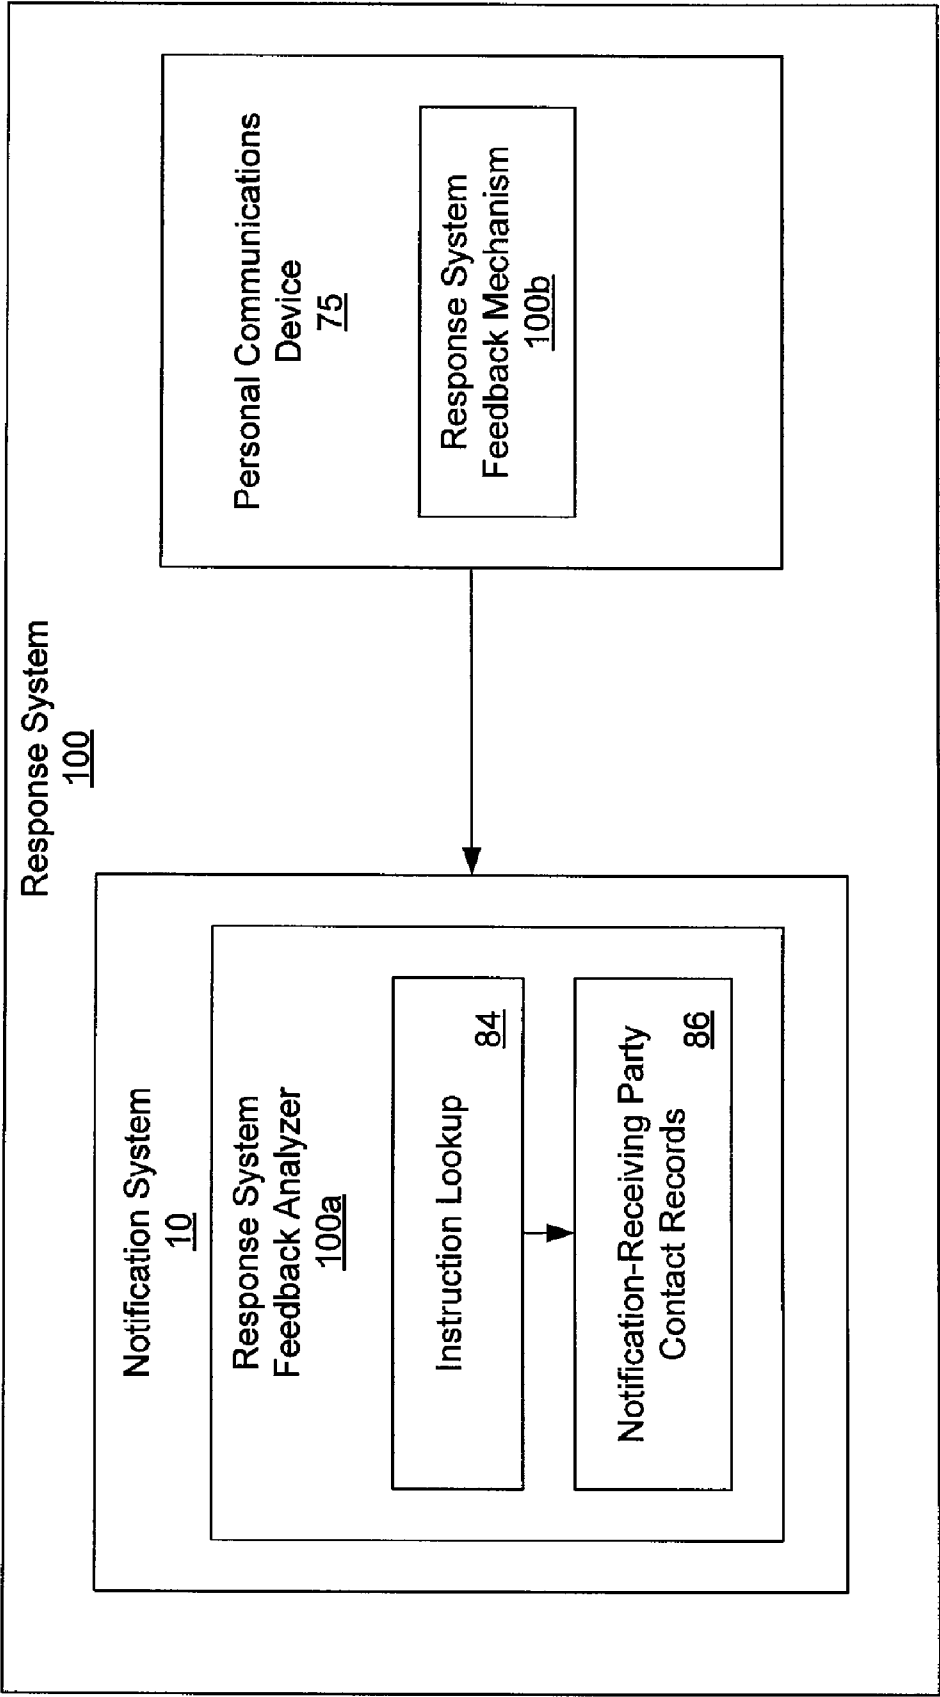 Response System
100
Notification System
10
Response System
Feedback Analyzer
100a
Instruction Lookup
84
Notification-Receiving Party
Contact Records
86
Personal Communications
Device
75
Response System
Feedback Mechanism
100b